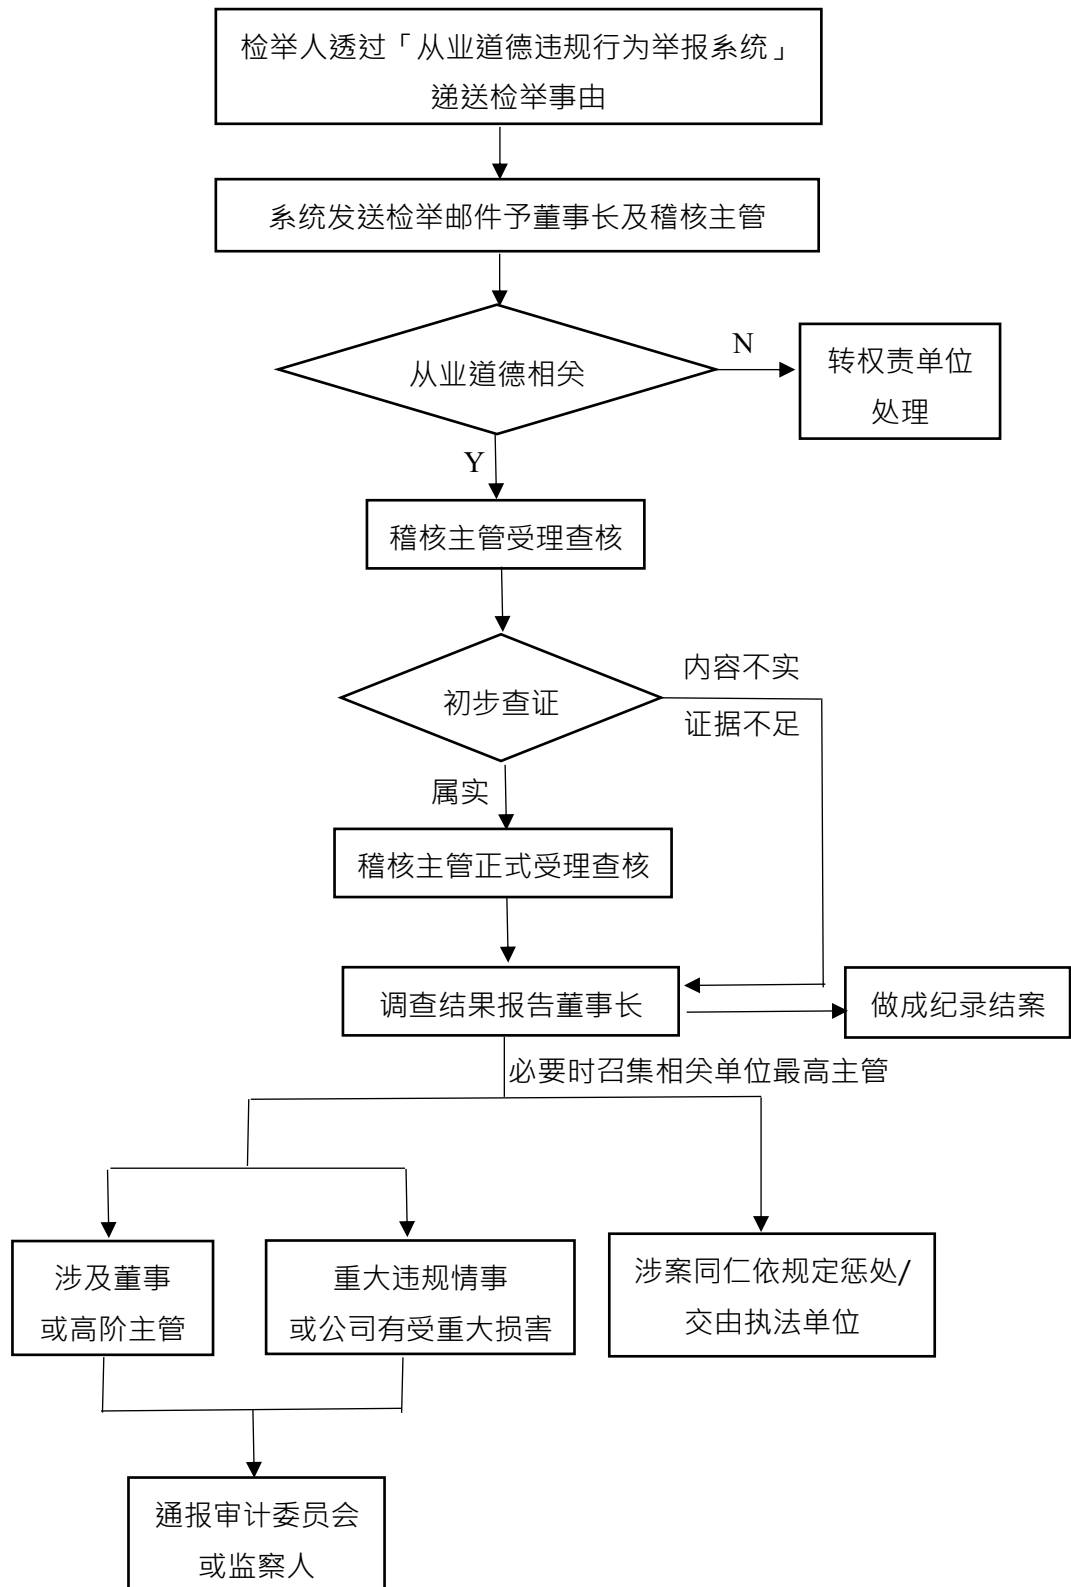 检举人透过「从业道德违规行为举报系统」
递送检举事由
系统发送检举邮件予董事长及稽核主管
从业道德相关
N
转权责单位
处理
Y
稽核主管受理查核
初步查证
内容不实
证据不足
属实
稽核主管正式受理查核
调查结果报告董事长
做成纪录结案
必要时召集相关单位最高主管
涉及董事
或高阶主管
重大违规情事
或公司有受重大损害
涉案同仁依规定惩处/
交由执法单位
通报审计委员会
或监察人